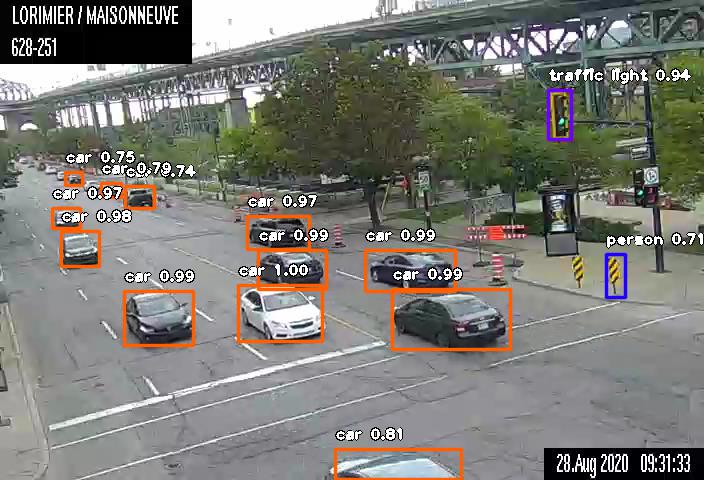 LORIMIER / MAISONNEUVE
628-251
traffic light 0.94
car 0.75
car 0.79
0.74
car 0.97
car 0.98
car 0.97
car 0.99
car 0.99
person 0.71
car 1.00
car 0.99
car 0.99
car 0.81
28.Aug 2020 09:31:33